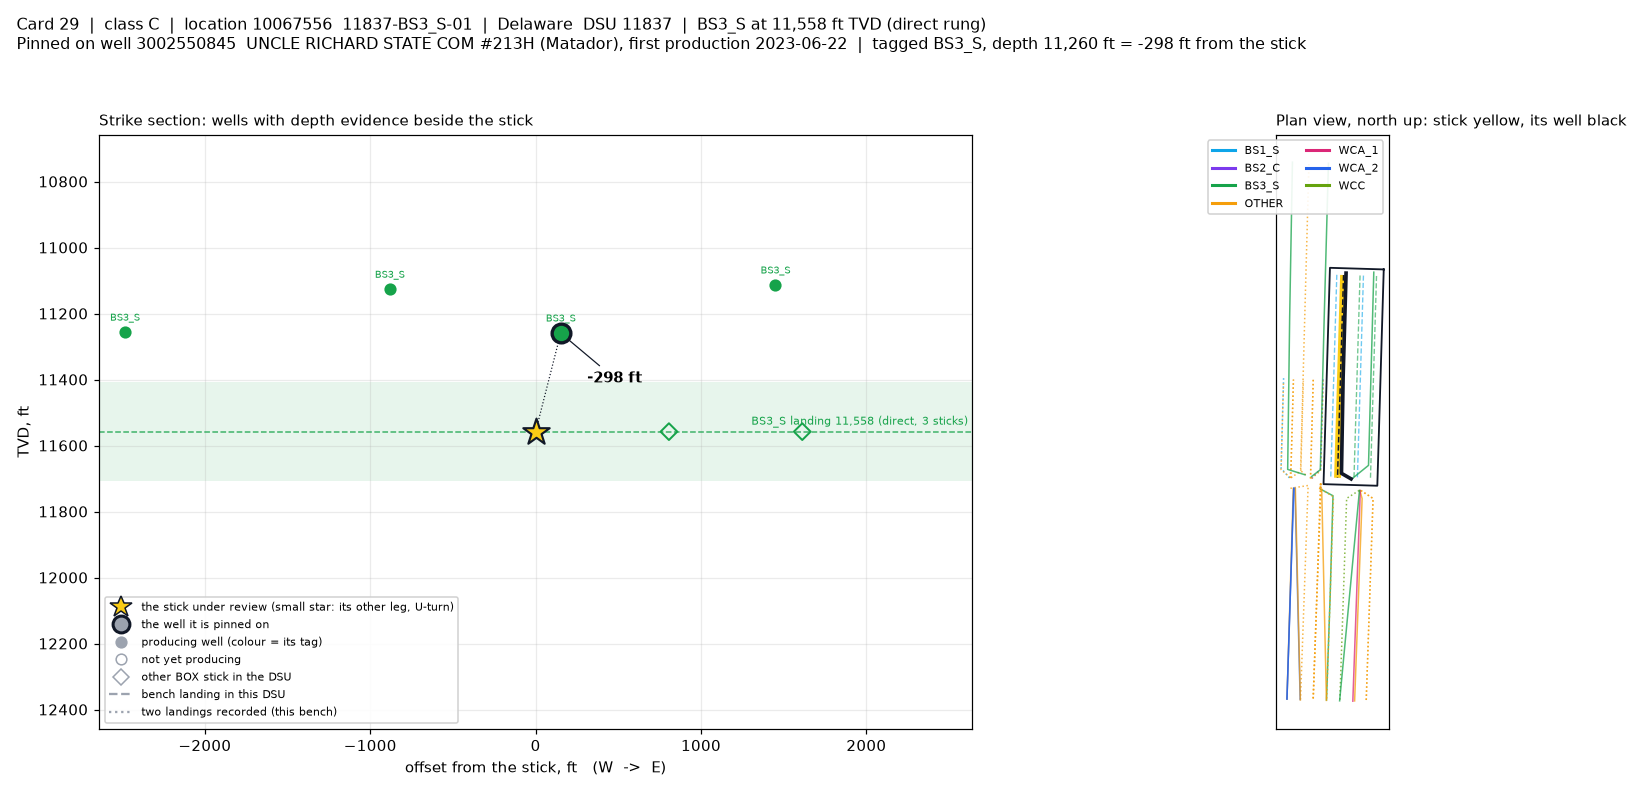 Card 29  |  class C  |  location 10067556  11837-BS3_S-01  |  Delaware  DSU 11837  |  BS3_S at 11,558 ft TVD (direct rung)
Pinned on well 3002550845  UNCLE RICHARD STATE COM #213H (Matador), first production 2023-06-22  |  tagged BS3_S, depth 11,260 ft = -298 ft from the stick
Strike section: wells with depth evidence beside the stick
10800
11000
11200
11400
11600
11800
12000
12200
12400
TVD, ft
BS3_S
BS3_S
BS3_S
BS3_S
-298 ft
BS3_S landing 11,558 (direct, 3 sticks)
the stick under review (small star: its other leg, U-turn)
the well it is pinned on
producing well (colour = its tag)
not yet producing
other BOX stick in the DSU
bench landing in this DSU
two landings recorded (this bench)
−2000
−1000
0
1000
2000
offset from the stick, ft   (W  ->  E)
Plan view, north up: stick yellow, its well black
BS1_S
BS2_C
BS3_S
OTHER
WCA_1
WCA_2
WCC